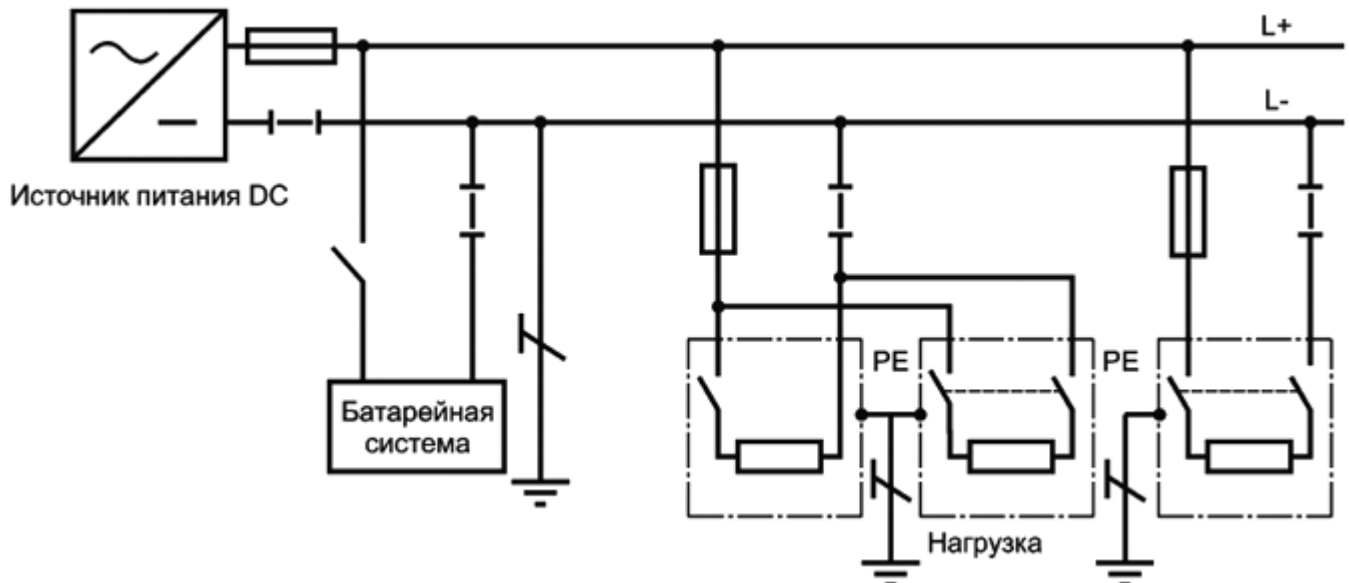 L+
L-
Источник питания DC
Батарейная
система
PE
PE
Нагрузка